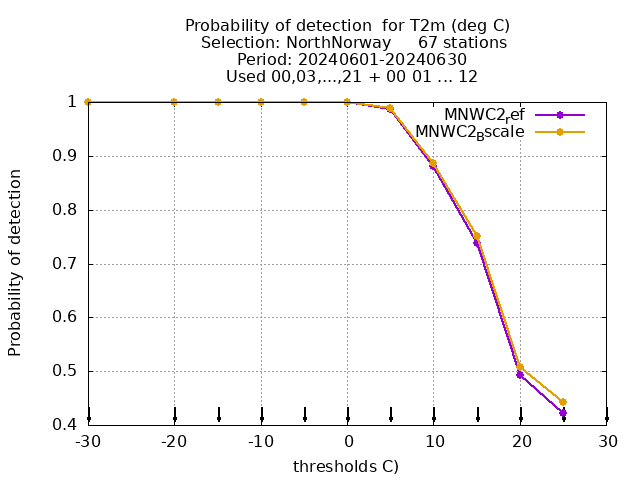 Probability of detection  for T2m (deg C)
Selection: NorthNorway     67 stations
Period: 20240601-20240630
Used 00,03,...,21 + 00 01 ... 12
MNWC2ref
MNWC2Bscale
Probability of detection
1
0.9
0.8
0.7
0.6
0.5
0.4
-30 -20 -10 0 10 20 30
thresholds C)